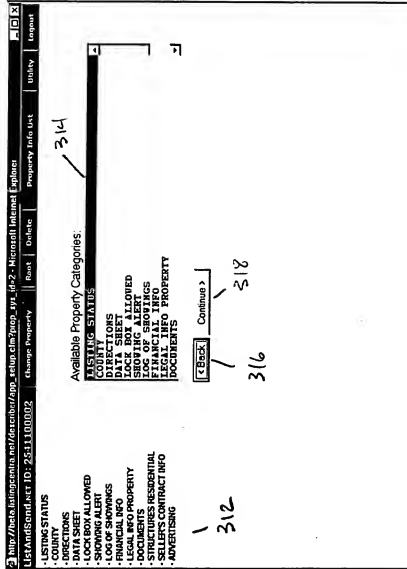 http://beta.listingcentra.net/describer/app_setup.cfm?prop_sys_id=2 - Microsoft Internet Explorer
ListAndSend.NET ID: 2511100002
Change Property
Root
Delete
Property Info List
Utility
Logout
- LISTING STATUS
- COUNTY
- DIRECTIONS
- DATA SHEET
- LOCK BOX ALLOWED
- SHOWING ALERT
- LOG OF SHOWINGS
- FINANCIAL INFO
- LEGAL INFO PROPERTY
- DOCUMENTS
- STRUCTURES RESIDENTIAL
- SELLER'S CONTRACT INFO
- ADVERTISING
312
Available Property Categories:
314
LISTING STATUS
COUNTY
DIRECTIONS
DATA SHEET
LOCK BOX ALLOWED
SHOWING ALERT
LOG OF SHOWINGS
FINANCIAL INFO
LEGAL INFO PROPERTY
DOCUMENTS
< Back
Continue >
316
318